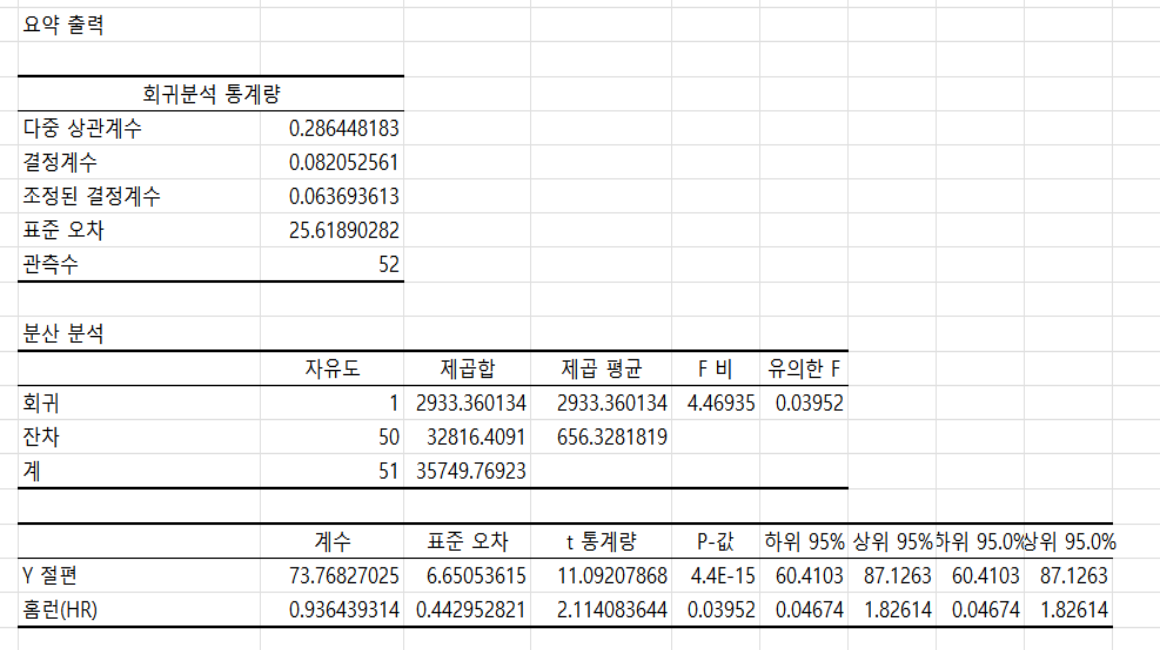 요약 출력
회귀분석 통계량
다중 상관계수 0.286448183
결정계수 0.082052561
조정된 결정계수 0.063693613
표준 오차 25.61890282
관측수 52
분산 분석
자유도 제곱합 제곱 평균 F 비 유의한 F
회귀 1 2933.360134 2933.360134 4.46935 0.03952
잔차 50 32816.4091 656.3281819
계 51 35749.76923
계수 표준 오차 t 통계량 P-값 하위 95% 상위 95% 하위 95.0% 상위 95.0%
Y 절편 73.76827025 6.65053615 11.09207868 4.4E-15 60.4103 87.1263 60.4103 87.1263
홈런(HR) 0.936439314 0.442952821 2.114083644 0.03952 0.04674 1.82614 0.04674 1.82614